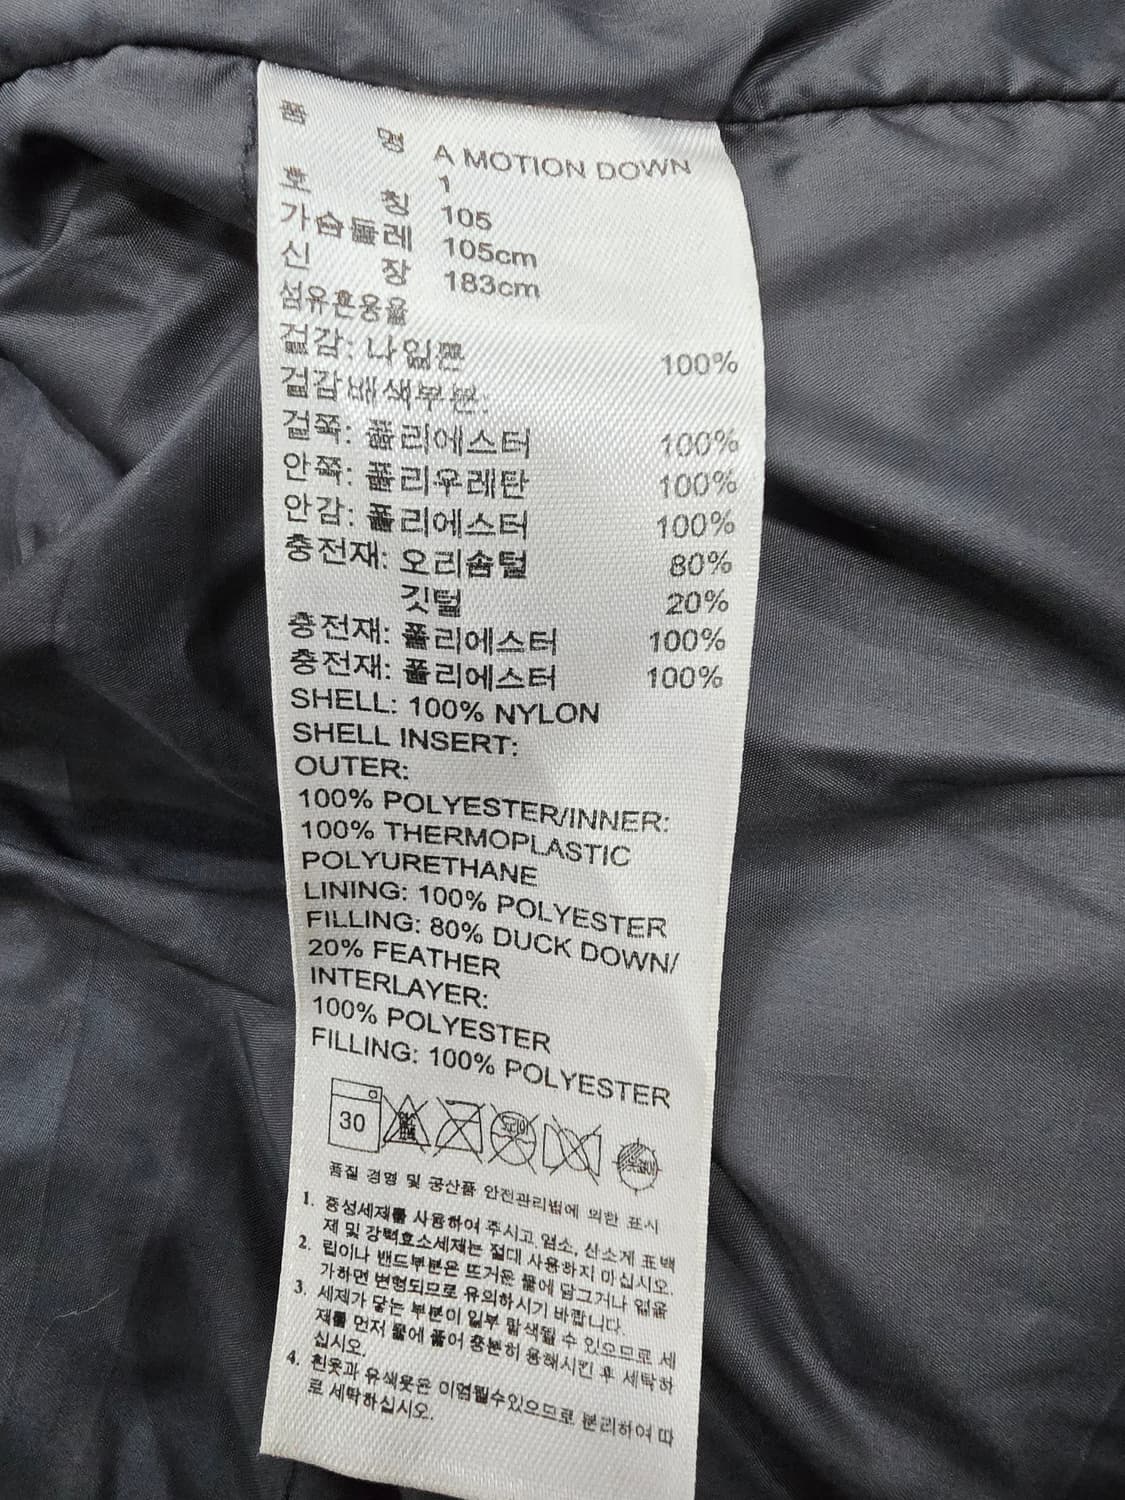 품 명 A MOTION DOWN
1
호 칭 105
가슴둘레 105cm
신 장 183cm
섬유혼용율
겉감: 나일론 100%
겉감배색부분:
겉쪽: 폴리에스터 100%
안쪽: 폴리우레탄 100%
안감: 폴리에스터 100%
충전재: 오리솜털 80%
깃털 20%
충전재: 폴리에스터 100%
충전재: 폴리에스터 100%
SHELL: 100% NYLON
SHELL INSERT:
OUTER:
100% POLYESTER/INNER:
100% THERMOPLASTIC
POLYURETHANE
LINING: 100% POLYESTER
FILLING: 80% DUCK DOWN/
20% FEATHER
INTERLAYER:
100% POLYESTER
FILLING: 100% POLYESTER
30 드라이
품질 경영 및 공산품 안전관리법에 의한 표시
1. 중성세제를 사용하여 주시고 염소, 산소계 표백
제 및 강력효소세제는 절대 사용하지 마십시오.
2. 립이나 밴드부분은 뜨거운 물에 담그거나 열을
가하면 변형되므로 유의하시기 바랍니다.
3. 세제가 닿는 부분이 일부 탈색될 수 있으므로 세
제를 먼저 물에 풀어 충분히 용해시킨 후 세탁하
십시오.
4. 흰옷과 유색옷은 이염될수있으므로 분리하여 따
로 세탁하십시오.